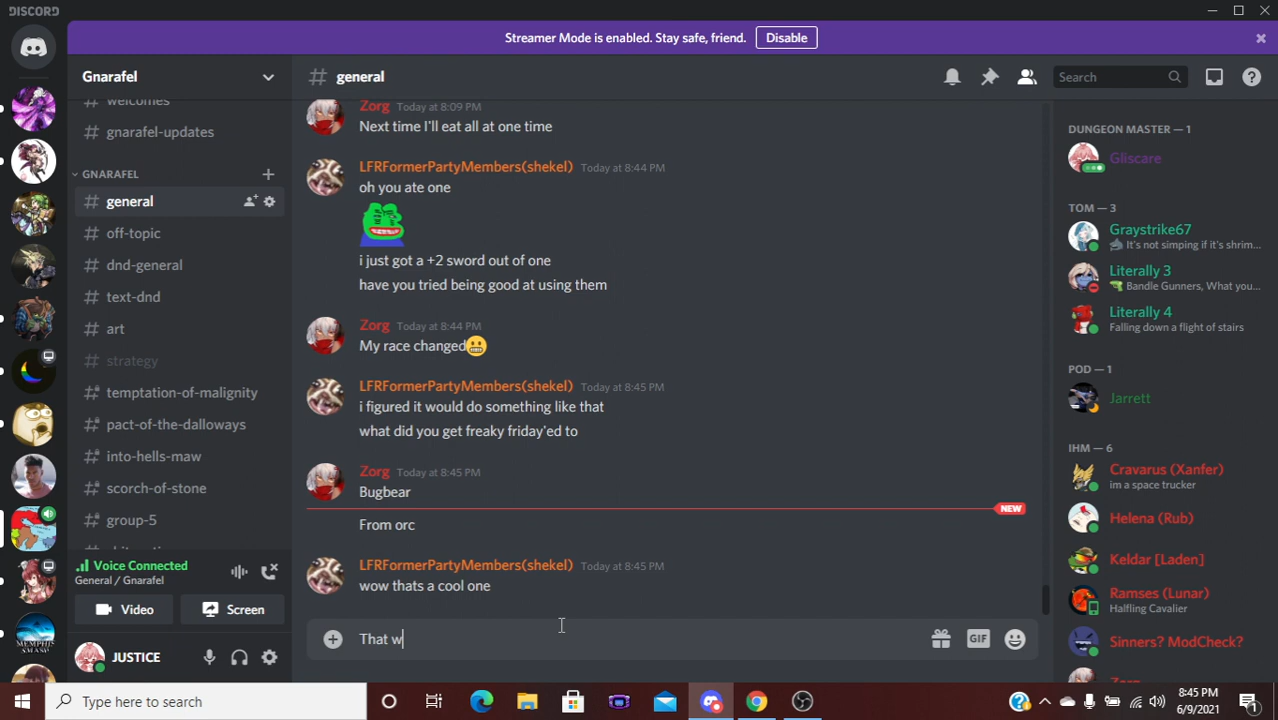 DISCORD
Streamer Mode is enabled. Stay safe, friend.
Disable
Gnarafel
welcomes
gnarafel-updates
GNARAFEL
general
off-topic
dnd-general
text-dnd
art
strategy
temptation-of-malignity
pact-of-the-dalloways
into-hells-maw
scorch-of-stone
group-5
Voice Connected
General / Gnarafel
Video
Screen
JUSTICE
# general
Search
Zorg Today at 8:09 PM
Next time I'll eat all at one time
LFRFormerPartyMembers(shekel) Today at 8:44 PM
oh you ate one
i just got a +2 sword out of one
have you tried being good at using them
Zorg Today at 8:44 PM
My race changed😬
LFRFormerPartyMembers(shekel) Today at 8:45 PM
i figured it would do something like that
what did you get freaky friday'ed to
Zorg Today at 8:45 PM
Bugbear
NEW
From orc
LFRFormerPartyMembers(shekel) Today at 8:45 PM
wow thats a cool one
That w
GIF
DUNGEON MASTER — 1
Gliscare
TOM — 3
Graystrike67
It's not simping if it's shrim...
Literally 3
Bandle Gunners, What you...
Literally 4
Falling down a flight of stairs
POD — 1
Jarrett
IHM — 6
Cravarus (Xanfer)
im a space trucker
Helena (Rub)
Keldar [Laden]
Ramses (Lunar)
Halfling Cavalier
Sinners? ModCheck?
Zorg
MEMPHIS
SMASH
Type here to search
8:45 PM
6/9/2021
1